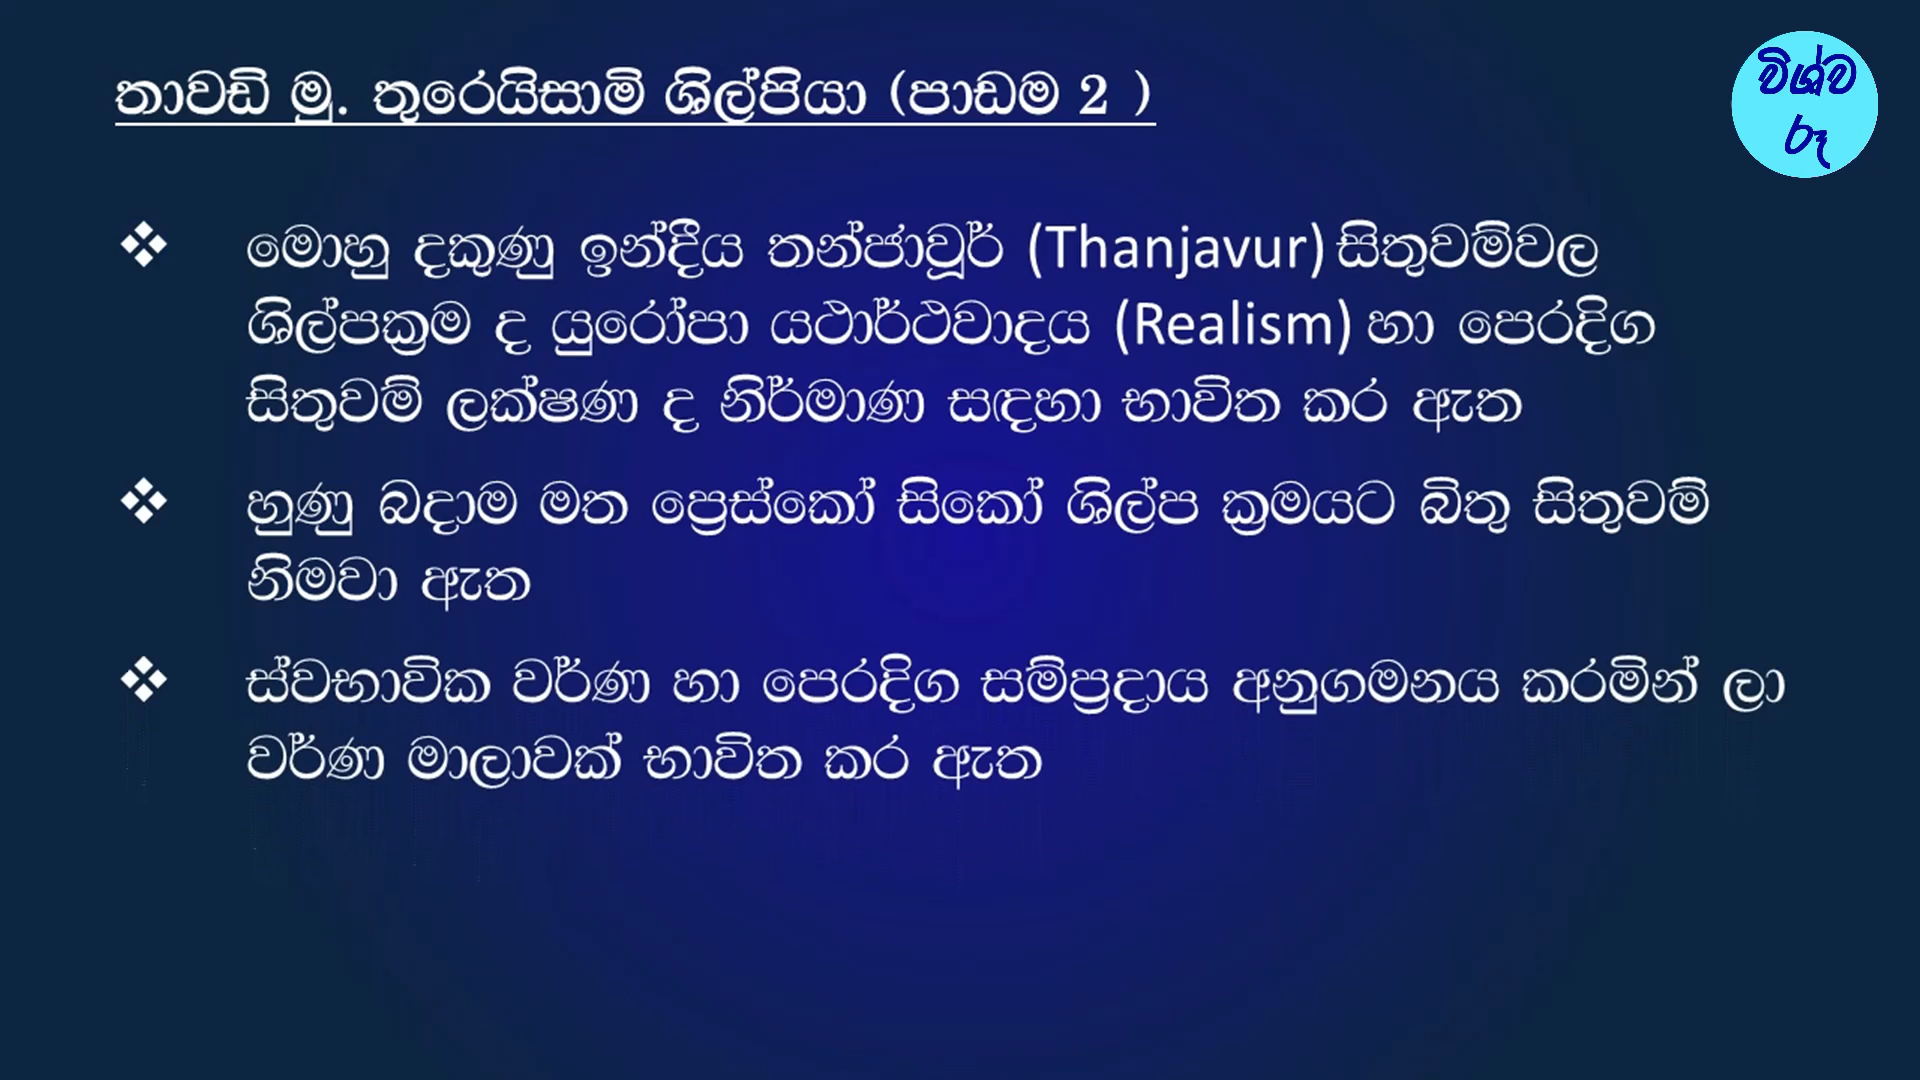 තාවඩි මු. තුරෙයිසාමි ශිල්පියා (පාඩම 2 )
විශ්ව
රූ
❖ මොහු දකුණු ඉන්දීය තන්ජාවූර් (Thanjavur) සිතුවම්වල
ශිල්පක්‍රම ද යුරෝපා යථාර්ථවාදය (Realism) හා පෙරදිග
සිතුවම් ලක්ෂණ ද නිර්මාණ සඳහා භාවිත කර ඇත
❖ හුණු බදාම මත ප්‍රෙස්කෝ සිකෝ ශිල්ප ක්‍රමයට බිතු සිතුවම්
නිමවා ඇත
❖ ස්වභාවික වර්ණ හා පෙරදිග සම්ප්‍රදාය අනුගමනය කරමින් ලා
වර්ණ මාලාවක් භාවිත කර ඇත